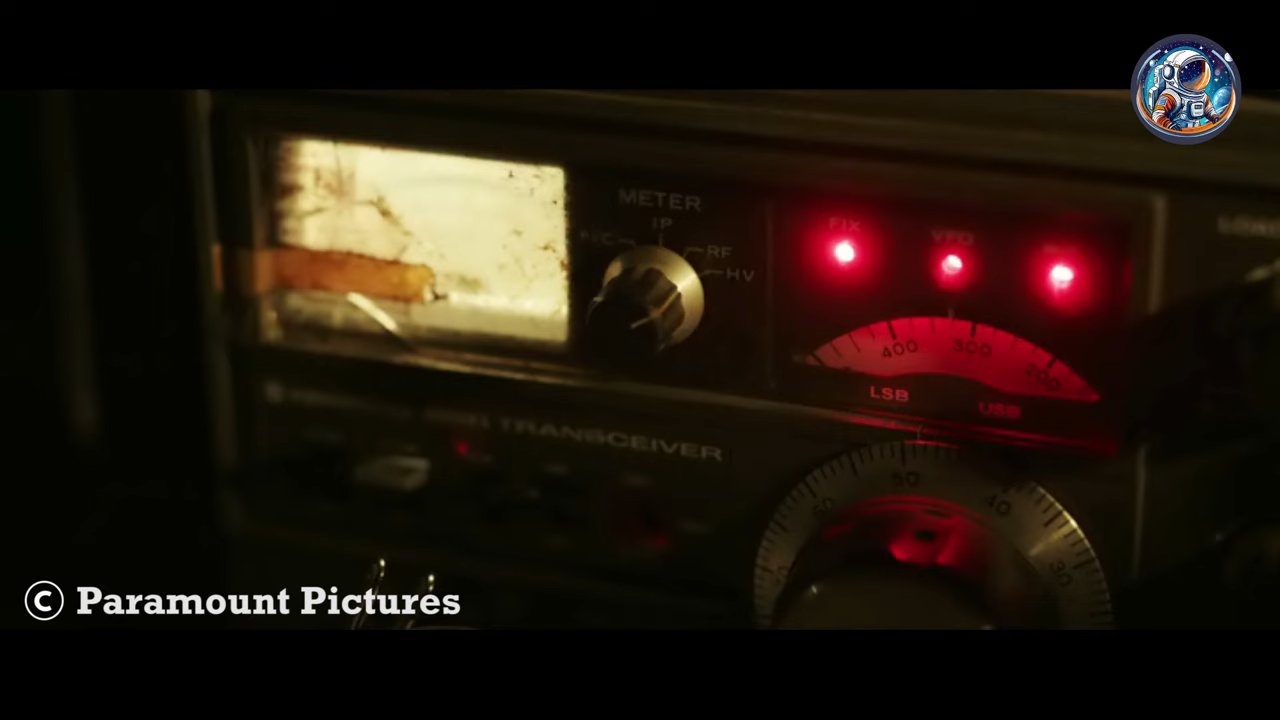 METER
IP
RF
HV
FIX
VFO
400 300 200
LSB
USB
TRANSCEIVER
50
40
30
© Paramount Pictures